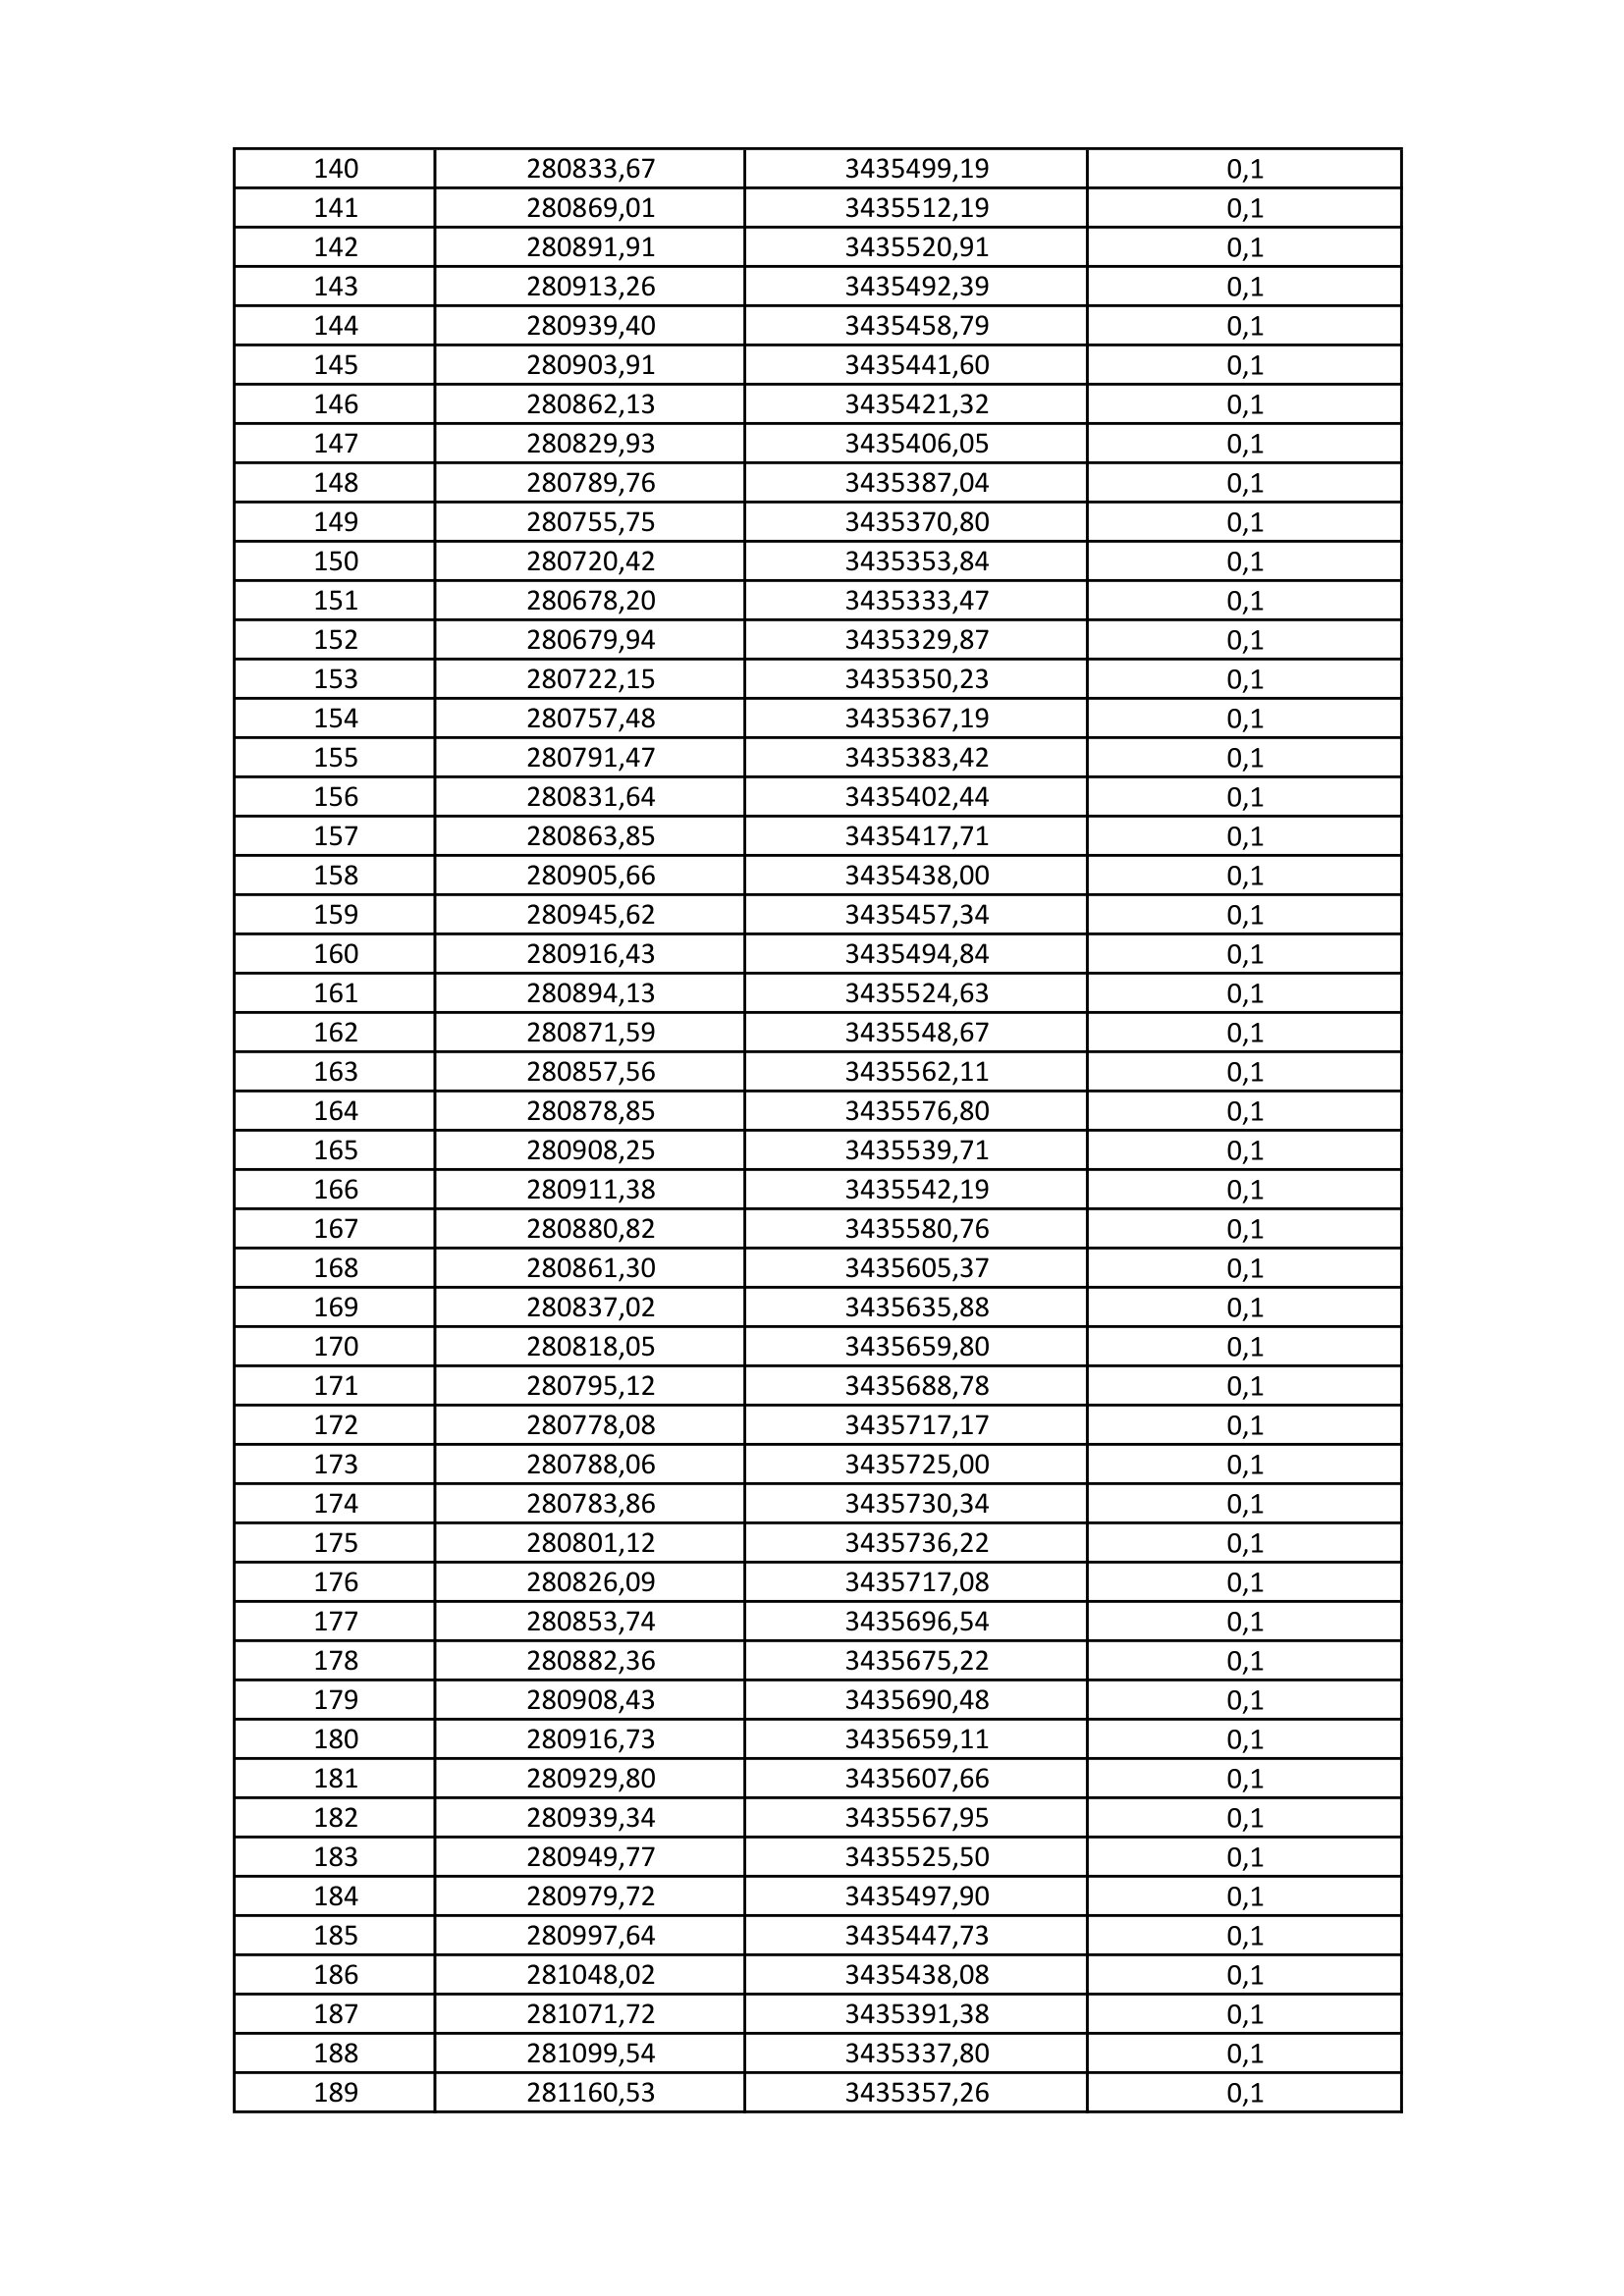 140 280833,67 3435499,19 0,1
141 280869,01 3435512,19 0,1
142 280891,91 3435520,91 0,1
143 280913,26 3435492,39 0,1
144 280939,40 3435458,79 0,1
145 280903,91 3435441,60 0,1
146 280862,13 3435421,32 0,1
147 280829,93 3435406,05 0,1
148 280789,76 3435387,04 0,1
149 280755,75 3435370,80 0,1
150 280720,42 3435353,84 0,1
151 280678,20 3435333,47 0,1
152 280679,94 3435329,87 0,1
153 280722,15 3435350,23 0,1
154 280757,48 3435367,19 0,1
155 280791,47 3435383,42 0,1
156 280831,64 3435402,44 0,1
157 280863,85 3435417,71 0,1
158 280905,66 3435438,00 0,1
159 280945,62 3435457,34 0,1
160 280916,43 3435494,84 0,1
161 280894,13 3435524,63 0,1
162 280871,59 3435548,67 0,1
163 280857,56 3435562,11 0,1
164 280878,85 3435576,80 0,1
165 280908,25 3435539,71 0,1
166 280911,38 3435542,19 0,1
167 280880,82 3435580,76 0,1
168 280861,30 3435605,37 0,1
169 280837,02 3435635,88 0,1
170 280818,05 3435659,80 0,1
171 280795,12 3435688,78 0,1
172 280778,08 3435717,17 0,1
173 280788,06 3435725,00 0,1
174 280783,86 3435730,34 0,1
175 280801,12 3435736,22 0,1
176 280826,09 3435717,08 0,1
177 280853,74 3435696,54 0,1
178 280882,36 3435675,22 0,1
179 280908,43 3435690,48 0,1
180 280916,73 3435659,11 0,1
181 280929,80 3435607,66 0,1
182 280939,34 3435567,95 0,1
183 280949,77 3435525,50 0,1
184 280979,72 3435497,90 0,1
185 280997,64 3435447,73 0,1
186 281048,02 3435438,08 0,1
187 281071,72 3435391,38 0,1
188 281099,54 3435337,80 0,1
189 281160,53 3435357,26 0,1